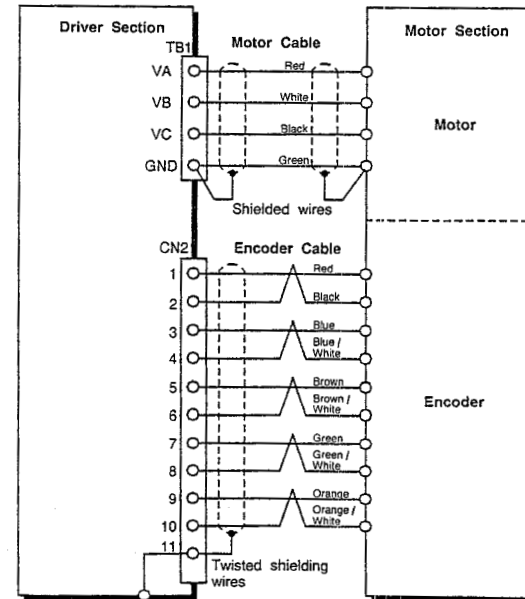 Driver Section
Motor Cable
Motor Section
TB1
VA
Red
VB
White
Motor
VC
Black
GND
Green
Shielded wires
CN2
Encoder Cable
1
Red
2
Black
3
Blue
4
Blue /
White
5
Brown
Encoder
6
Brown /
White
7
Green
8
Green /
White
9
Orange
10
Orange /
White
11
Twisted shielding
wires